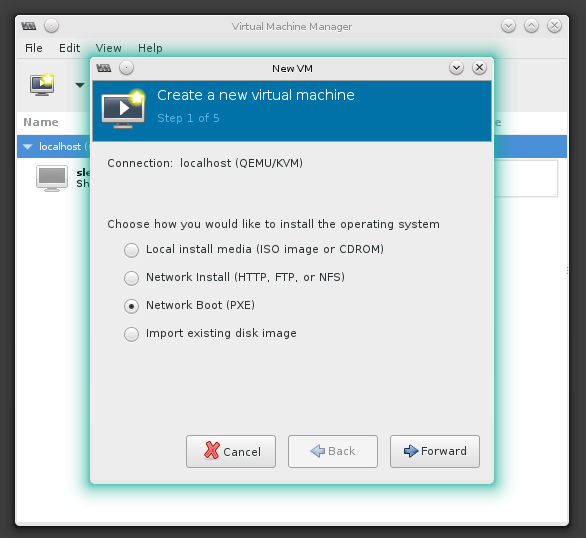 Virtual Machine Manager
File Edit View Help
New VM
Create a new virtual machine
Step 1 of 5
Name
localhost (
sle
Sh
Connection: localhost (QEMU/KVM)
Choose how you would like to install the operating system
Local install media (ISO image or CDROM)
Network Install (HTTP, FTP, or NFS)
Network Boot (PXE)
Import existing disk image
Cancel
Back
Forward